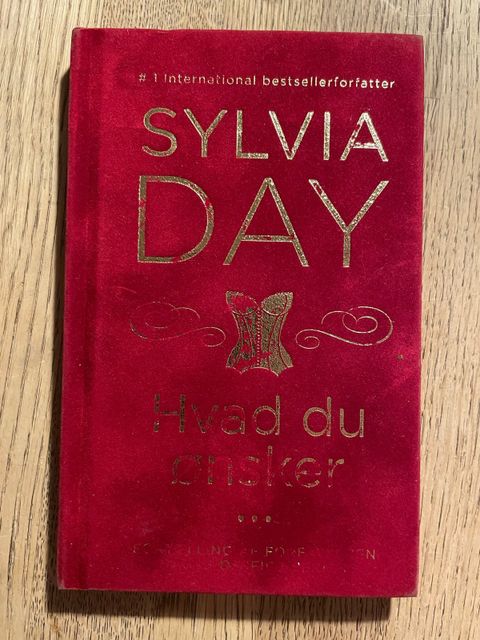 # 1 international bestsellerforfatter
SYLVIA
DAY
Hvad du
ønsker